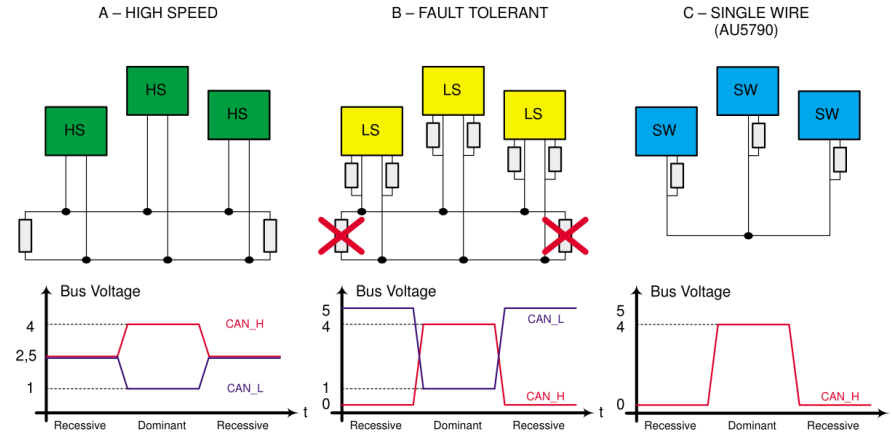 A – HIGH SPEED
HS
HS
HS
Bus Voltage
4
CAN_H
2,5
1
CAN_L
t
Recessive
Dominant
Recessive
B – FAULT TOLERANT
LS
LS
LS
Bus Voltage
5
4
CAN_L
1
0
CAN_H
t
Recessive
Dominant
Recessive
C – SINGLE WIRE
(AU5790)
SW
SW
SW
Bus Voltage
5
4
0
CAN_H
Recessive
Dominant
Recessive